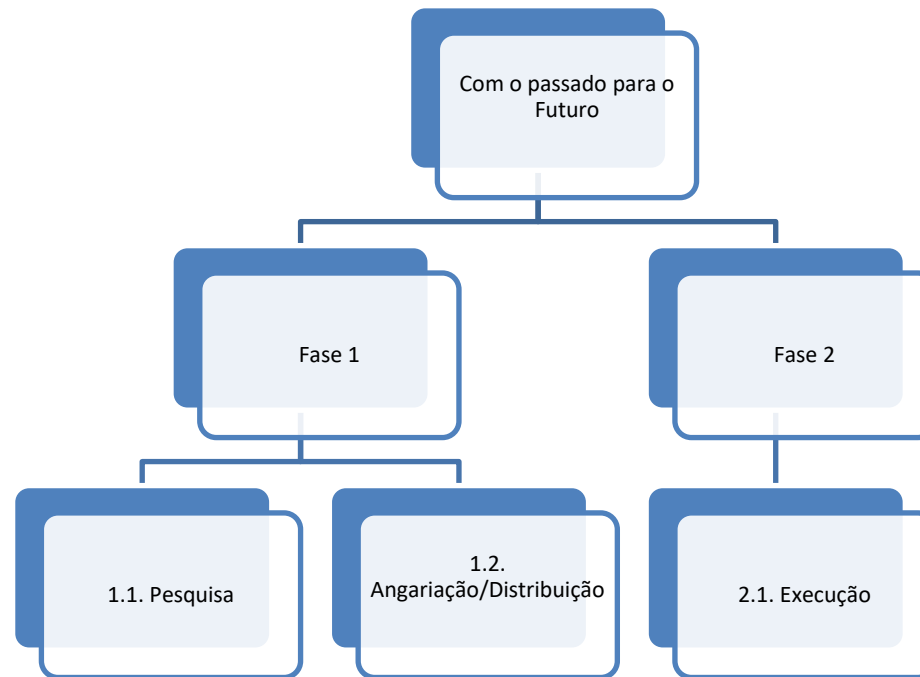 Com o passado para o
Futuro
Fase 1
Fase 2
1.1. Pesquisa
1.2.
Angariação/Distribuição
2.1. Execução